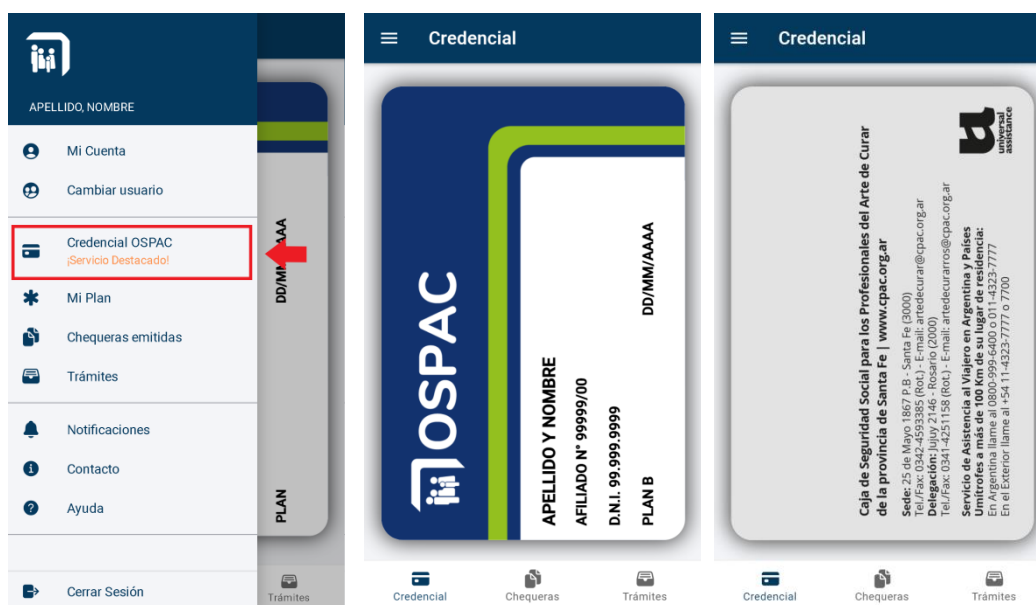 APELLIDO, NOMBRE
Mi Cuenta
Cambiar usuario
Credencial OSPAC
¡Servicio Destacado!
Mi Plan
Chequeras emitidas
Trámites
Notificaciones
Contacto
Ayuda
Cerrar Sesión
PLAN
DD/MM/AAAA
Trámites
Credencial
OSPAC
APELLIDO Y NOMBRE
AFILIADO N° 99999/00
D.N.I. 99.999.9999
PLAN B
DD/MM/AAAA
Credencial
Chequeras
Trámites
Credencial
Caja de Seguridad Social para los Profesionales del Arte de Curar
de la provincia de Santa Fe | www.cpac.org.ar
Sede: 25 de Mayo 1867 P.B - Santa Fe (3000)
Tel./Fax: 0342-4593385 (Rot.) - E-mail: artedecurar@cpac.org.ar
Delegación: Jujuy 2146 - Rosario (2000)
Tel./Fax: 0341-4251158 (Rot.) - E-mail: artedecurarros@cpac.org.ar
Servicio de Asistencia al Viajero en Argentina y Países
Umítrofes a más de 100 Km de su lugar de residencia:
En Argentina llame al 0800-999-6400 o 011-4323-7777
En el Exterior llame al +54 11-4323-7777 o 7700
universal
assistance
Credencial
Chequeras
Trámites